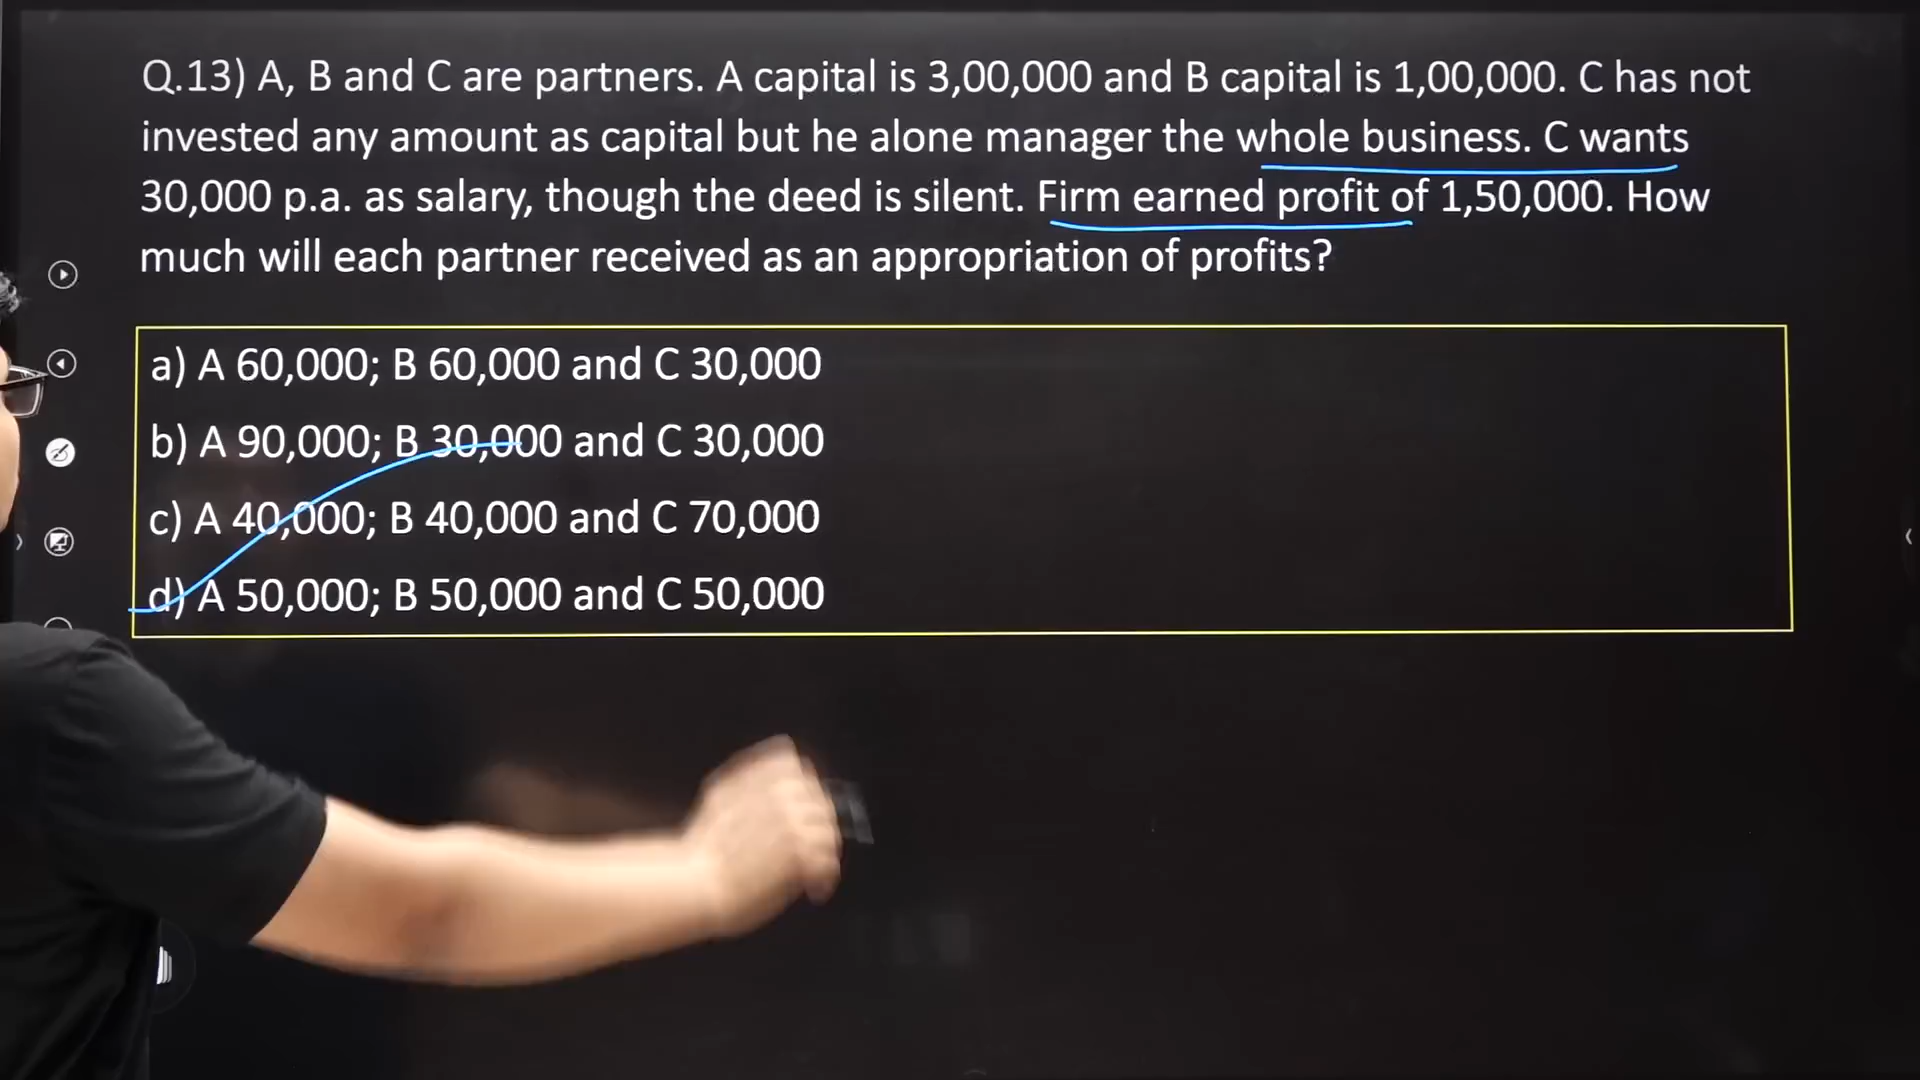 Q.13) A, B and C are partners. A capital is 3,00,000 and B capital is 1,00,000. C has not
invested any amount as capital but he alone manager the whole business. C wants
30,000 p.a. as salary, though the deed is silent. Firm earned profit of 1,50,000. How
much will each partner received as an appropriation of profits?
a) A 60,000; B 60,000 and C 30,000
b) A 90,000; B 30,000 and C 30,000
c) A 40,000; B 40,000 and C 70,000
d) A 50,000; B 50,000 and C 50,000